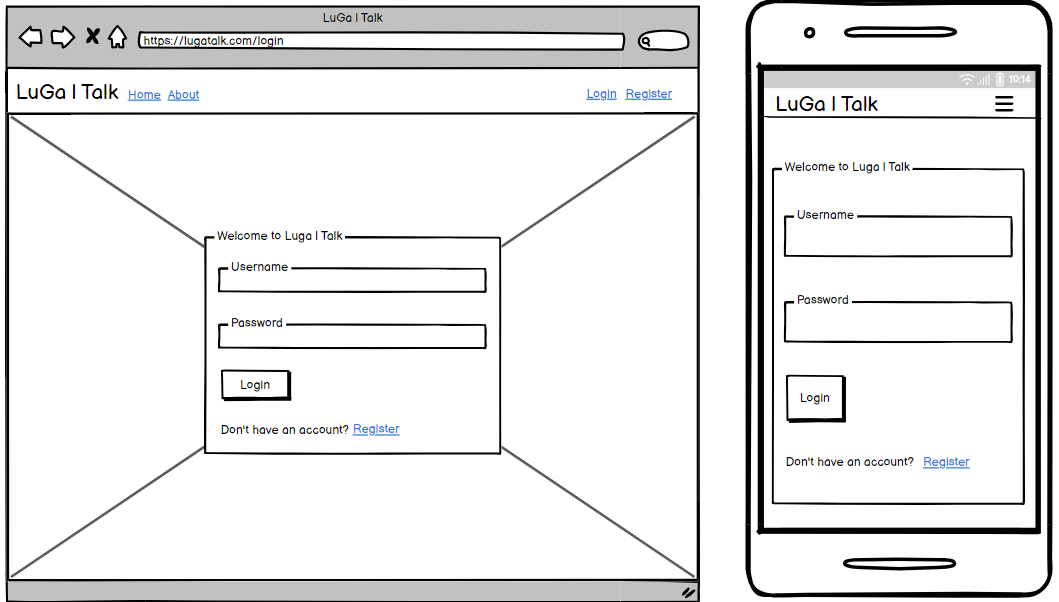 LuGa | Talk
https://lugatalk.com/login
LuGa | Talk Home About Login Register
Welcome to Luga | Talk
Username
Password
Login
Don't have an account? Register
10:14
LuGa | Talk
Welcome to Luga | Talk
Username
Password
Login
Don't have an account? Register